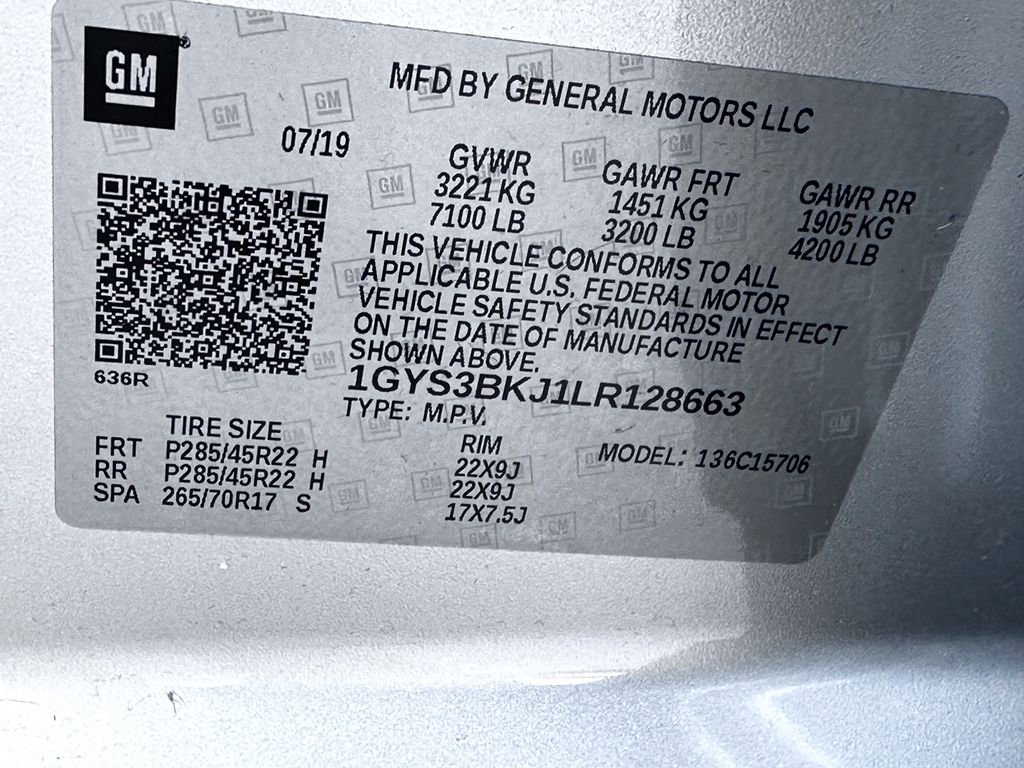 GM
MFD BY GENERAL MOTORS LLC
07/19
GVWR GAWR FRT GAWR RR
3221 KG 1451 KG 1905 KG
7100 LB 3200 LB 4200 LB
THIS VEHICLE CONFORMS TO ALL
APPLICABLE U.S. FEDERAL MOTOR
VEHICLE SAFETY STANDARDS IN EFFECT
ON THE DATE OF MANUFACTURE
SHOWN ABOVE.
636R
1GYS3BKJ1LR128663
TYPE: M.P.V.
TIRE SIZE RIM MODEL: 136C15706
FRT P285/45R22 H 22X9J
RR P285/45R22 H 22X9J
SPA 265/70R17 S 17X7.5J